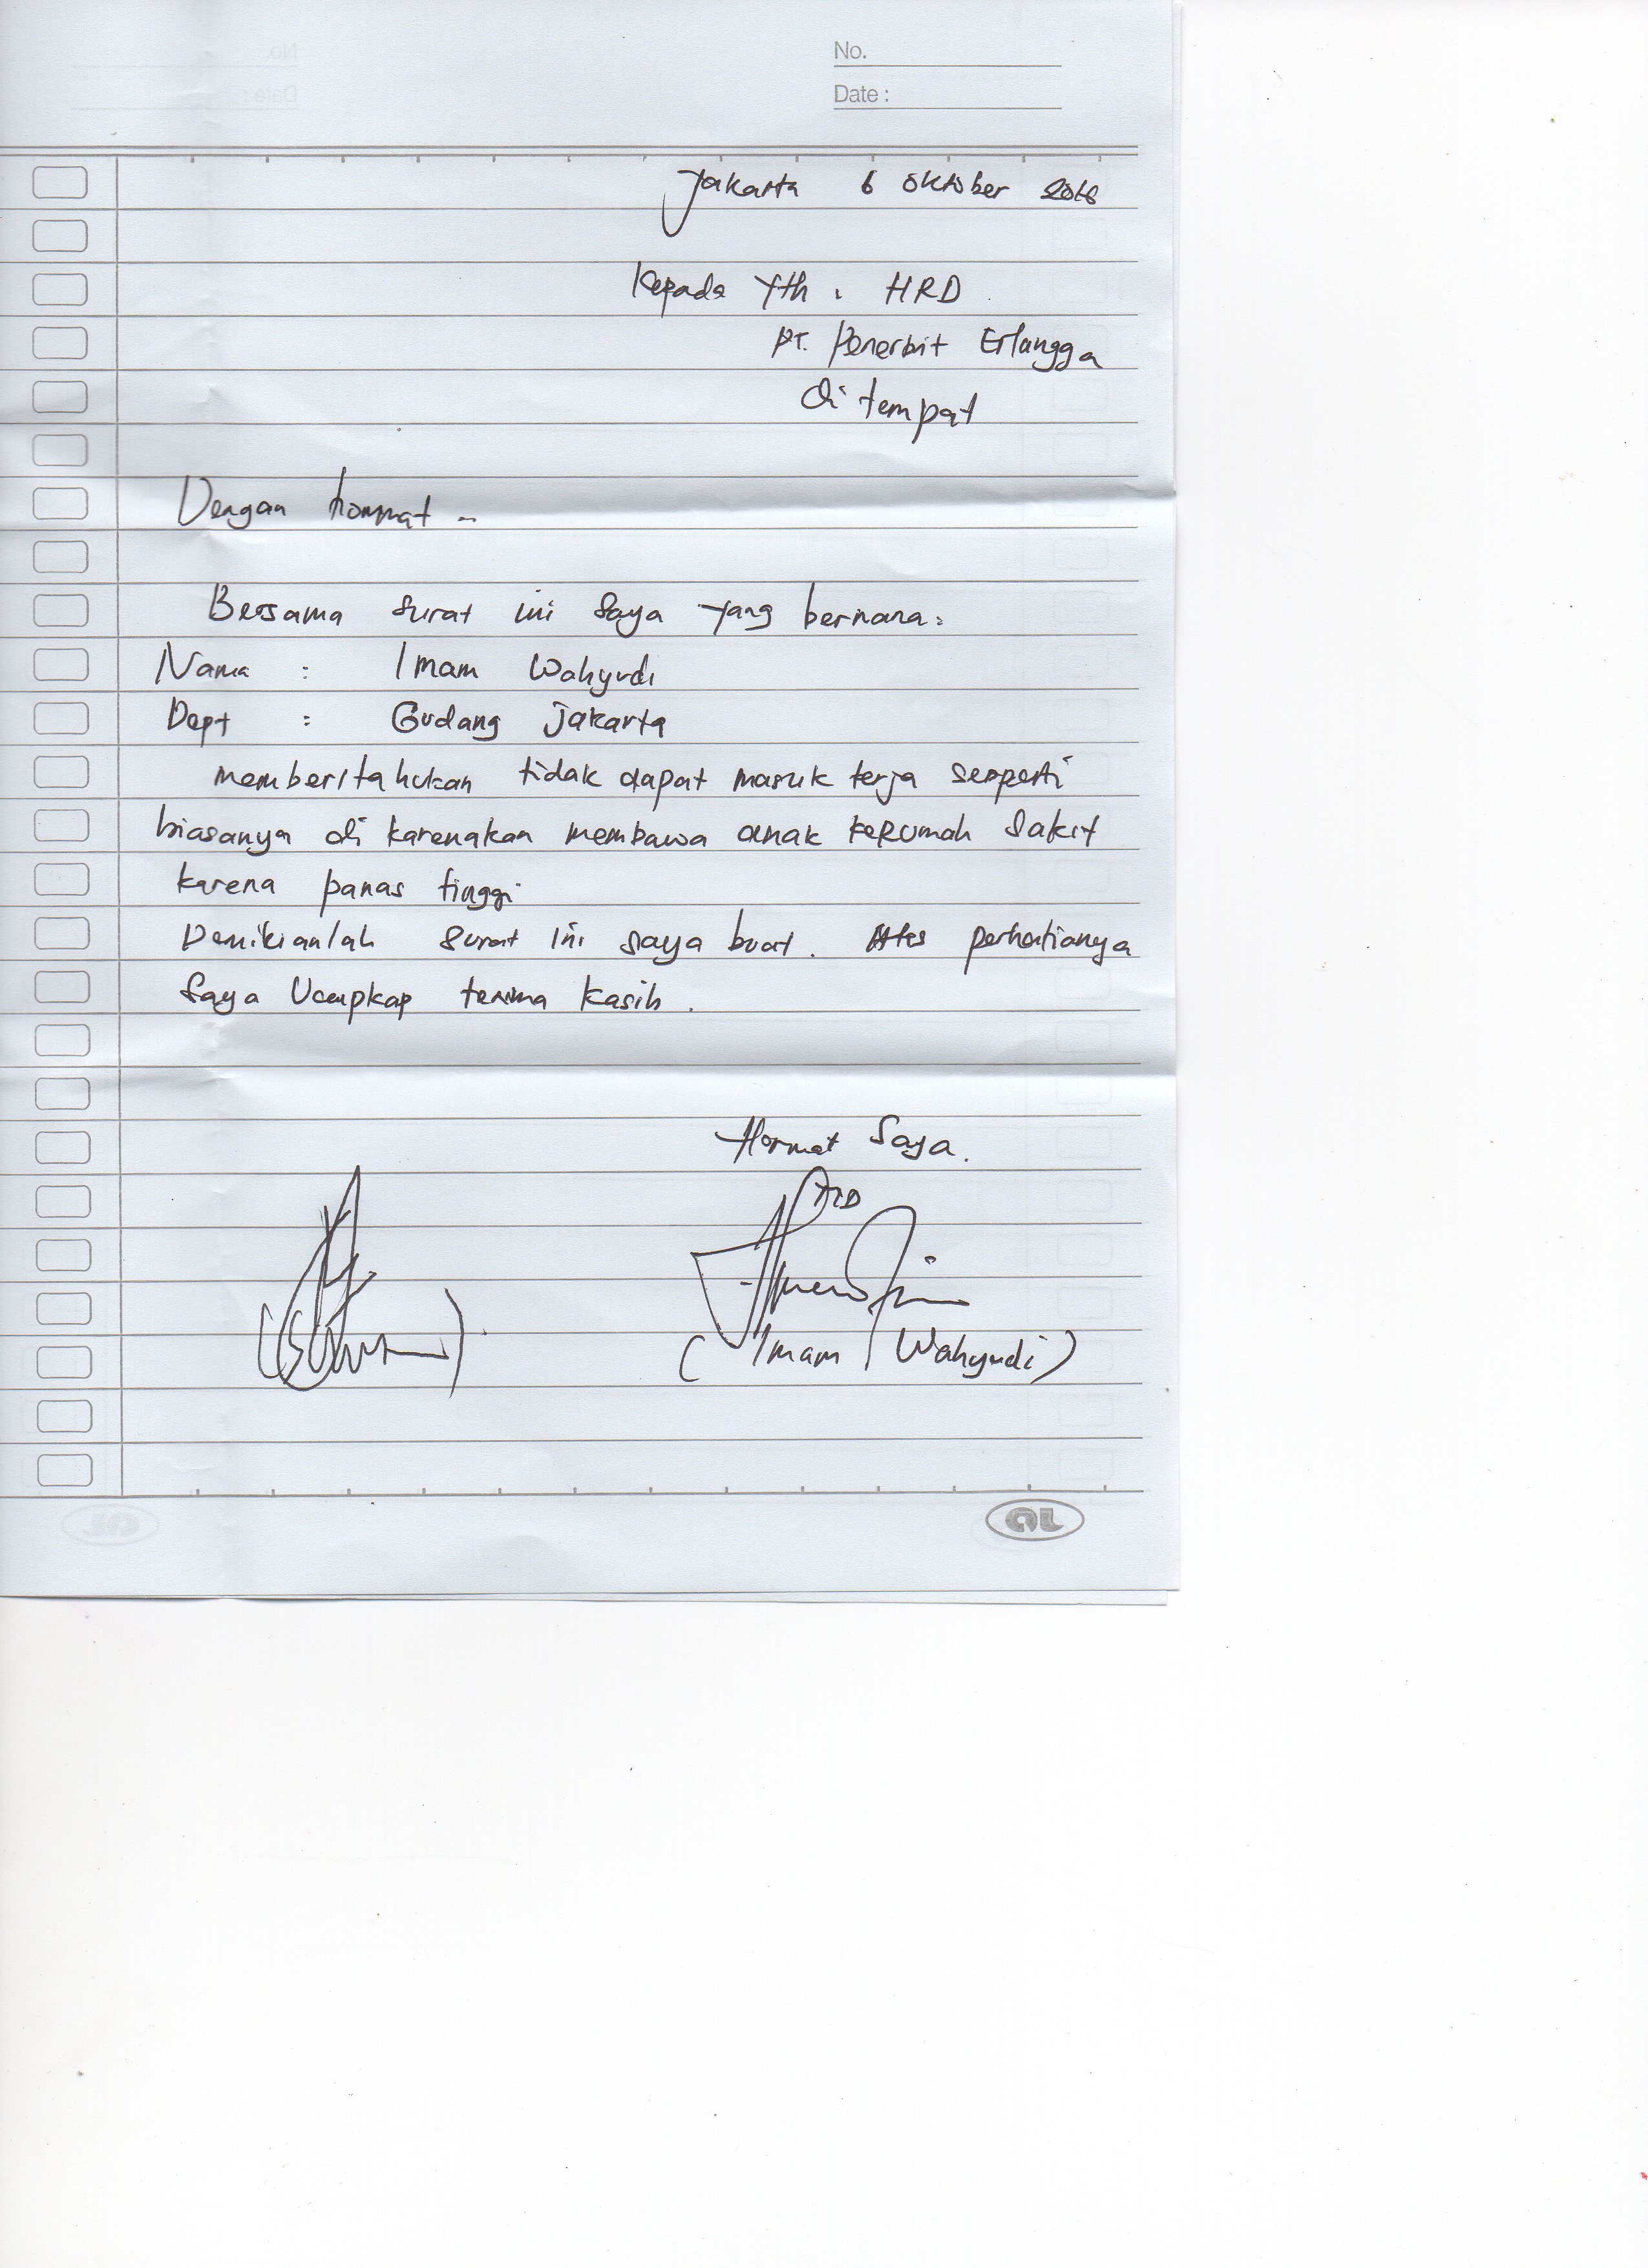 No.
Date :
Jakarta 6 Oktober 2016
Kepada Yth : HRD
PT. Penerbit Erlangga
di tempat
Dengan hormat -
Bersama surat ini saya yang bernama:
Nama : Imam Wahyudi
Dept : Gudang Jakarta
memberitahukan tidak dapat masuk kerja serperti
biasanya di karenakan membawa anak keRumah Sakit
karena panas tinggi
Demikianlah surat ini saya buat. Atas perhatianya
Saya Ucapkap terima kasih.
Hormat Saya.
(Imam Wahyudi)